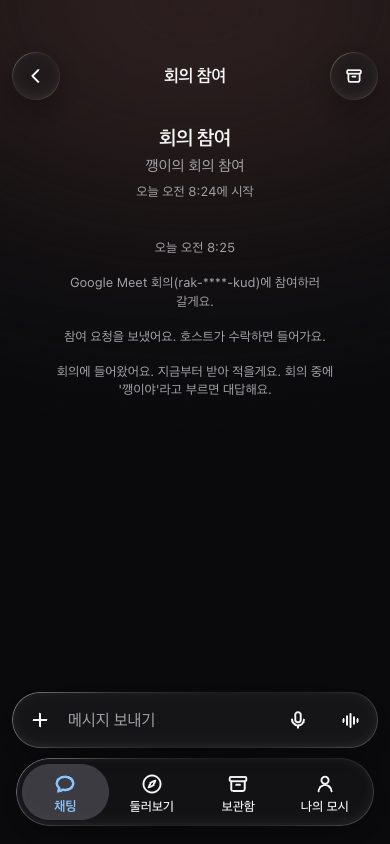 회의 참여
회의 참여
깽이의 회의 참여
오늘 오전 8:24에 시작
오늘 오전 8:25
Google Meet 회의(rak-****-kud)에 참여하러
갈게요.
참여 요청을 보냈어요. 호스트가 수락하면 들어가요.
회의에 들어왔어요. 지금부터 받아 적을게요. 회의 중에
'깽이야'라고 부르면 대답해요.
메시지 보내기
채팅
둘러보기
보관함
나의 모시